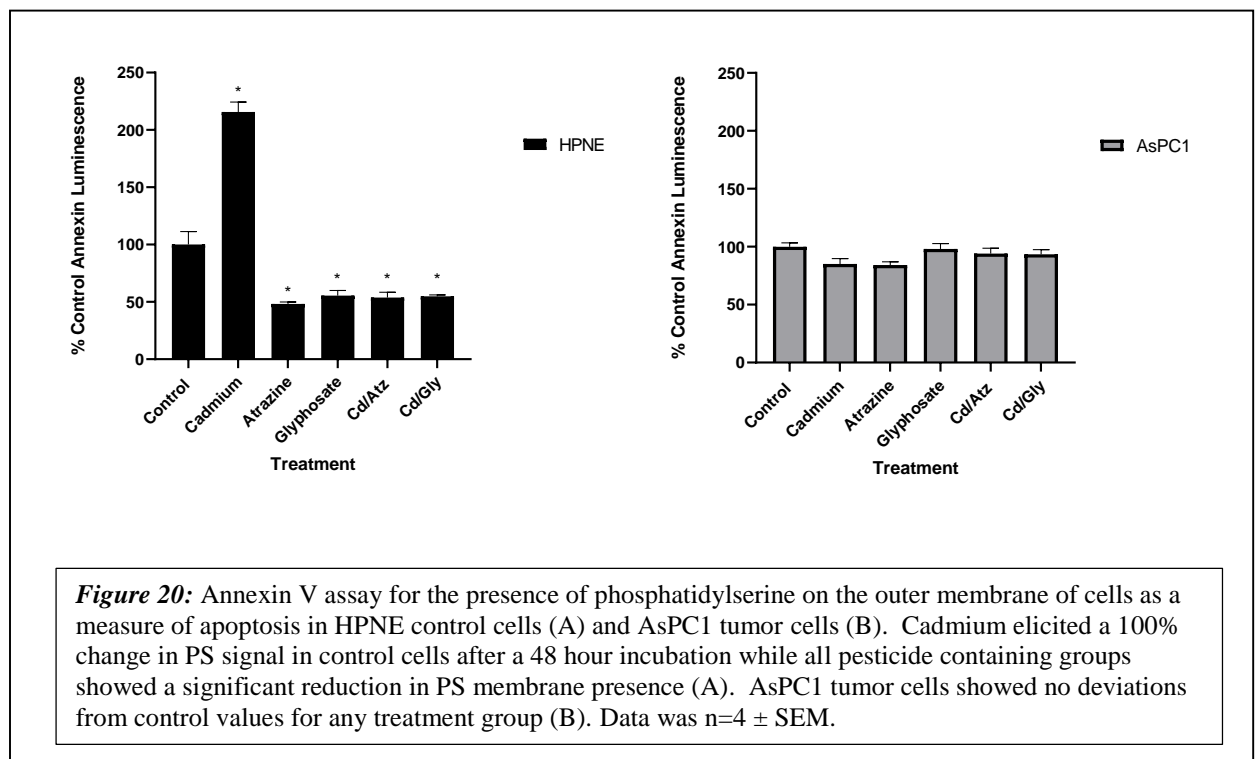 250
200
150
100
50
0
% Control Annexin Luminescence
*
*
*
*
*
Control
Cadmium
Atrazine
Glyphosate
Cd/Atz
Cd/Gly
Treatment
HPNE
250
200
150
100
50
0
% Control Annexin Luminescence
Control
Cadmium
Atrazine
Glyphosate
Cd/Atz
Cd/Gly
Treatment
AsPC1
Figure 20: Annexin V assay for the presence of phosphatidylserine on the outer membrane of cells as a
measure of apoptosis in HPNE control cells (A) and AsPC1 tumor cells (B). Cadmium elicited a 100%
change in PS signal in control cells after a 48 hour incubation while all pesticide containing groups
showed a significant reduction in PS membrane presence (A). AsPC1 tumor cells showed no deviations
from control values for any treatment group (B). Data was n=4 ± SEM.